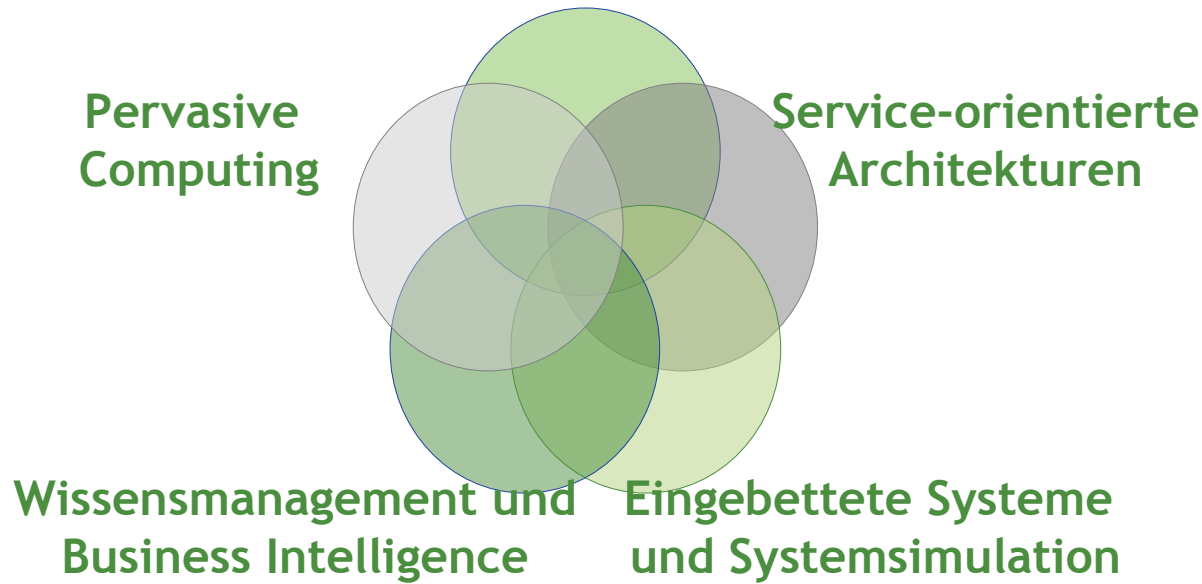 Pervasive
Computing
Service-orientierte
Architekturen
Wissensmanagement und
Business Intelligence
Eingebettete Systeme
und Systemsimulation